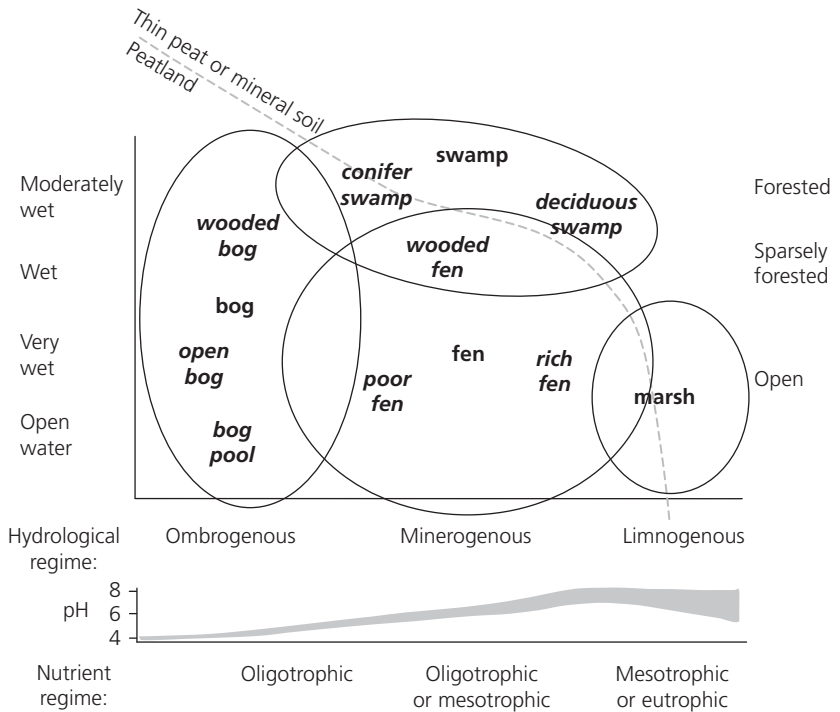 Thin peat or mineral soil
Peatland
Moderately
wet
Wet
Very
wet
Open
water
swamp
conifer
swamp
deciduous
swamp
wooded
bog
wooded
fen
bog
open
bog
bog
pool
fen
poor
fen
rich
fen
marsh
Forested
Sparsely
forested
Open
Hydrological
regime:
Ombrogenous
Minerogenous
Limnogenous
pH
8
6
4
Nutrient
regime:
Oligotrophic
Oligotrophic
or mesotrophic
Mesotrophic
or eutrophic